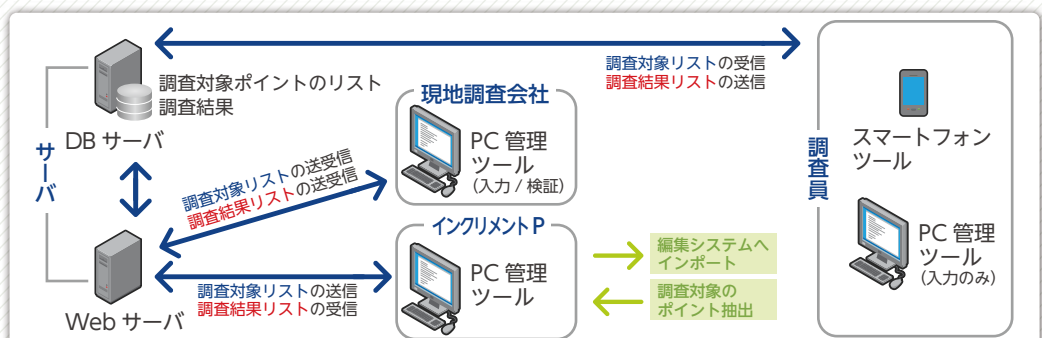 調査対象リストの受信
調査結果リストの送信
調査対象ポイントのリスト
調査結果
DB サーバ
サーバ
現地調査会社
PC 管理
ツール
(入力 / 検証)
調査対象リストの送受信
調査結果リストの送受信
インクリメント P
PC 管理
ツール
調査対象リストの送信
調査結果リストの受信
Web サーバ
編集システムへ
インポート
調査対象の
ポイント抽出
調査員
スマートフォン
ツール
PC 管理
ツール
(入力のみ)